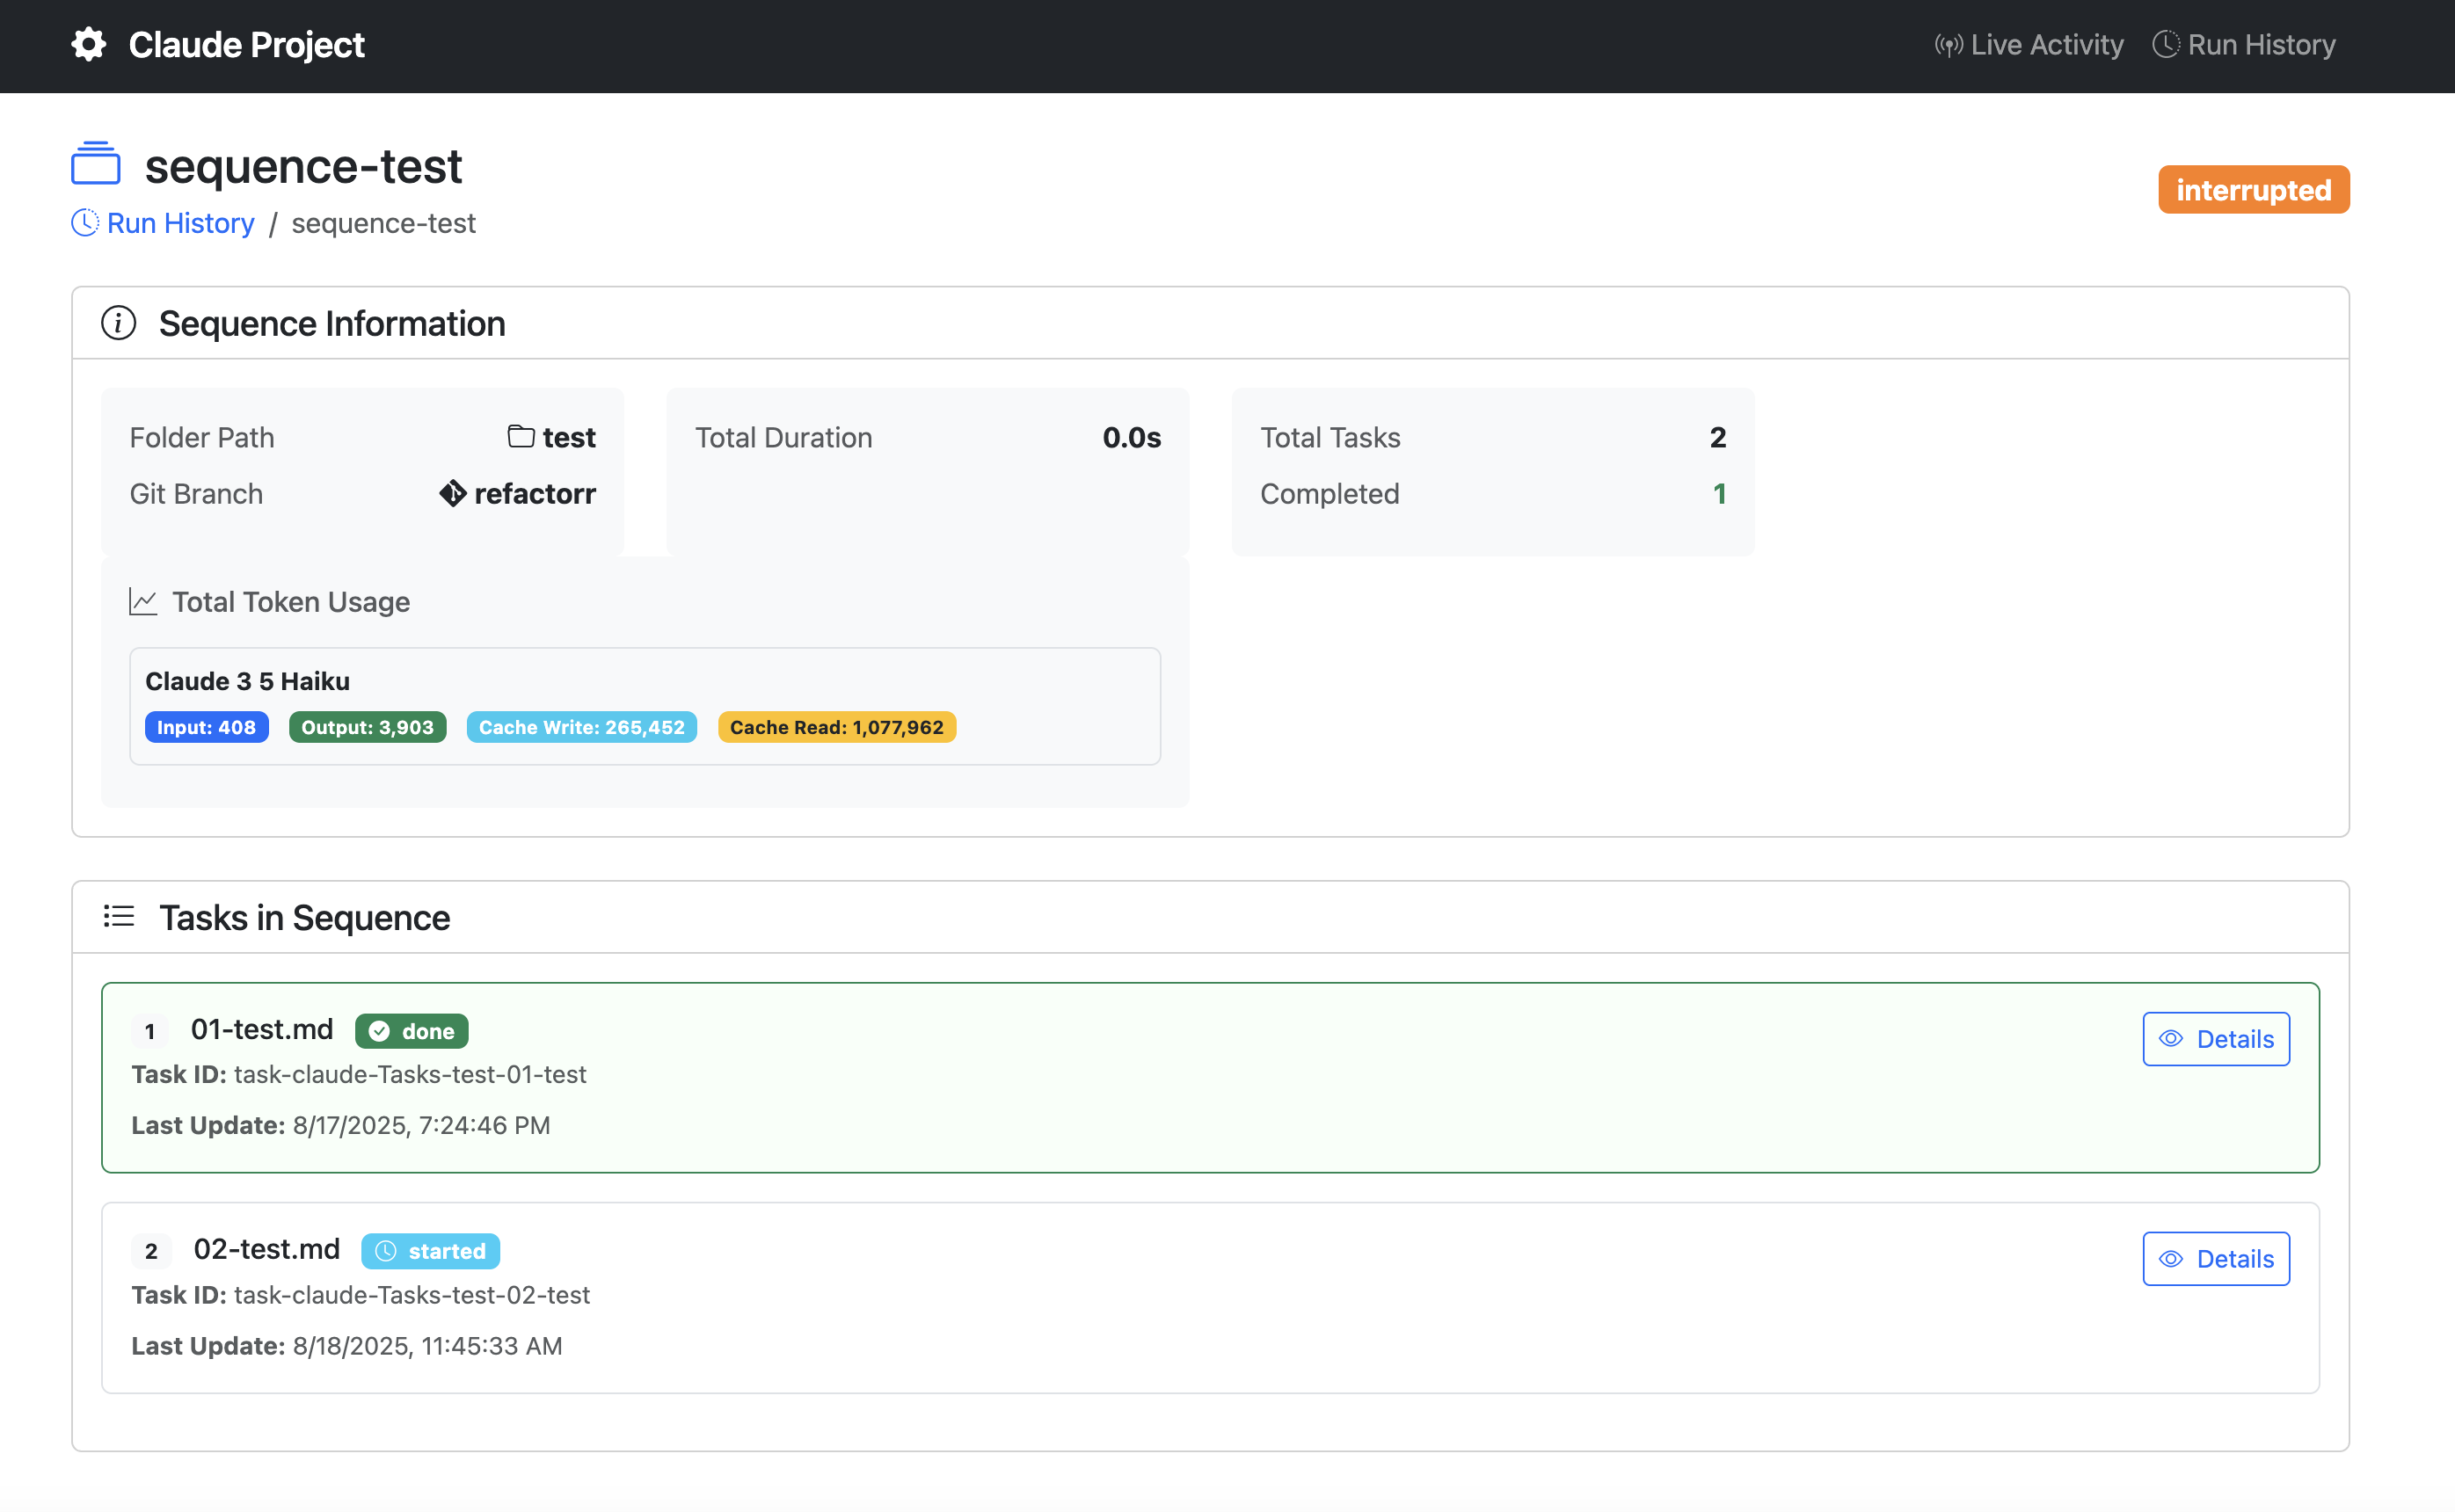 Claude Project
Live Activity
Run History
sequence-test
Run History / sequence-test
interrupted
Sequence Information
Folder Path test
Git Branch refactorr
Total Duration 0.0s
Total Tasks 2
Completed 1
Total Token Usage
Claude 3 5 Haiku
Input: 408 Output: 3,903 Cache Write: 265,452 Cache Read: 1,077,962
Tasks in Sequence
1 01-test.md done
Details
Task ID: task-claude-Tasks-test-01-test
Last Update: 8/17/2025, 7:24:46 PM
2 02-test.md started
Details
Task ID: task-claude-Tasks-test-02-test
Last Update: 8/18/2025, 11:45:33 AM